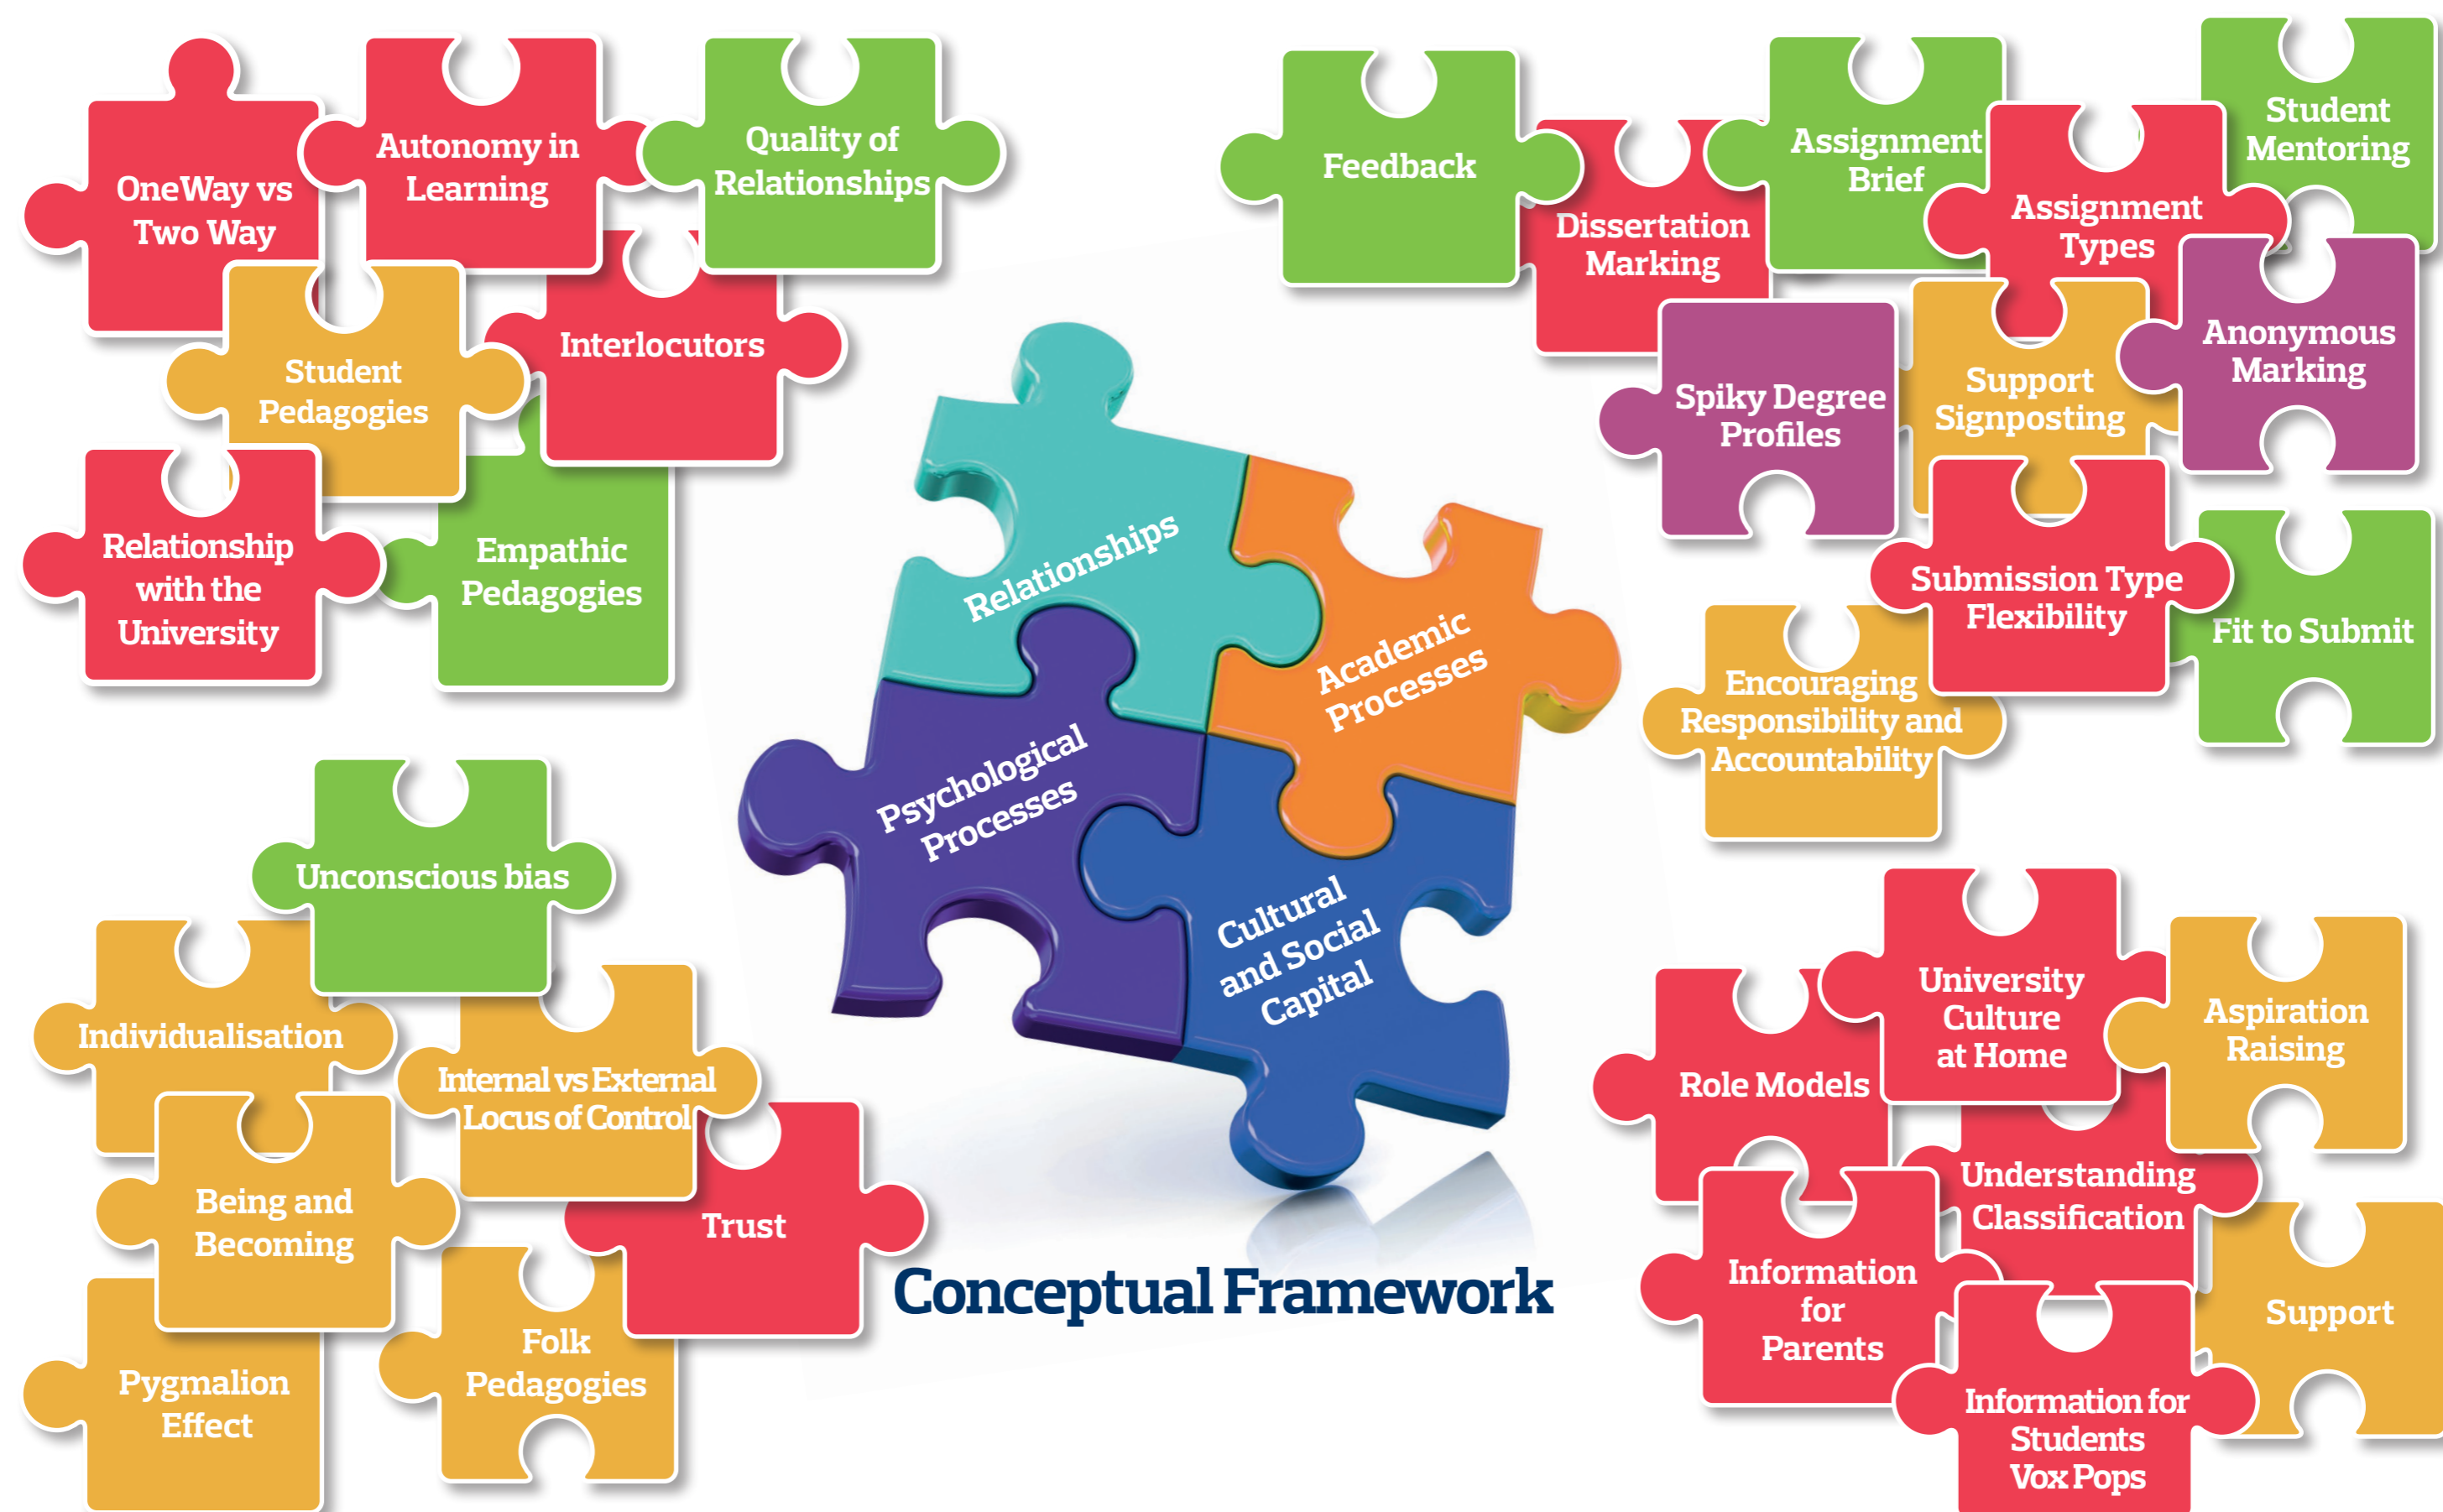 OneWay vs
Two Way
Autonomy in
Learning
Quality of
Relationships
Student
Pedagogies
Interlocutors
Relationship
with the
University
Empathic
Pedagogies
Feedback
Dissertation
Marking
Assignment
Brief
Assignment
Types
Student
Mentoring
Spiky Degree
Profiles
Support
Signposting
Anonymous
Marking
Submission Type
Flexibility
Fit to Submit
Encouraging
Responsibility and
Accountability
Relationships
Academic
Processes
Psychological
Processes
Cultural
and Social
Capital
Unconscious bias
Individualisation
Internal vs External
Locus of Control
Being and
Becoming
Trust
Pygmalion
Effect
Folk
Pedagogies
Conceptual Framework
University
Culture
at Home
Role Models
Aspiration
Raising
Understanding
Classification
Information
for
Parents
Support
Information for
Students
Vox Pops